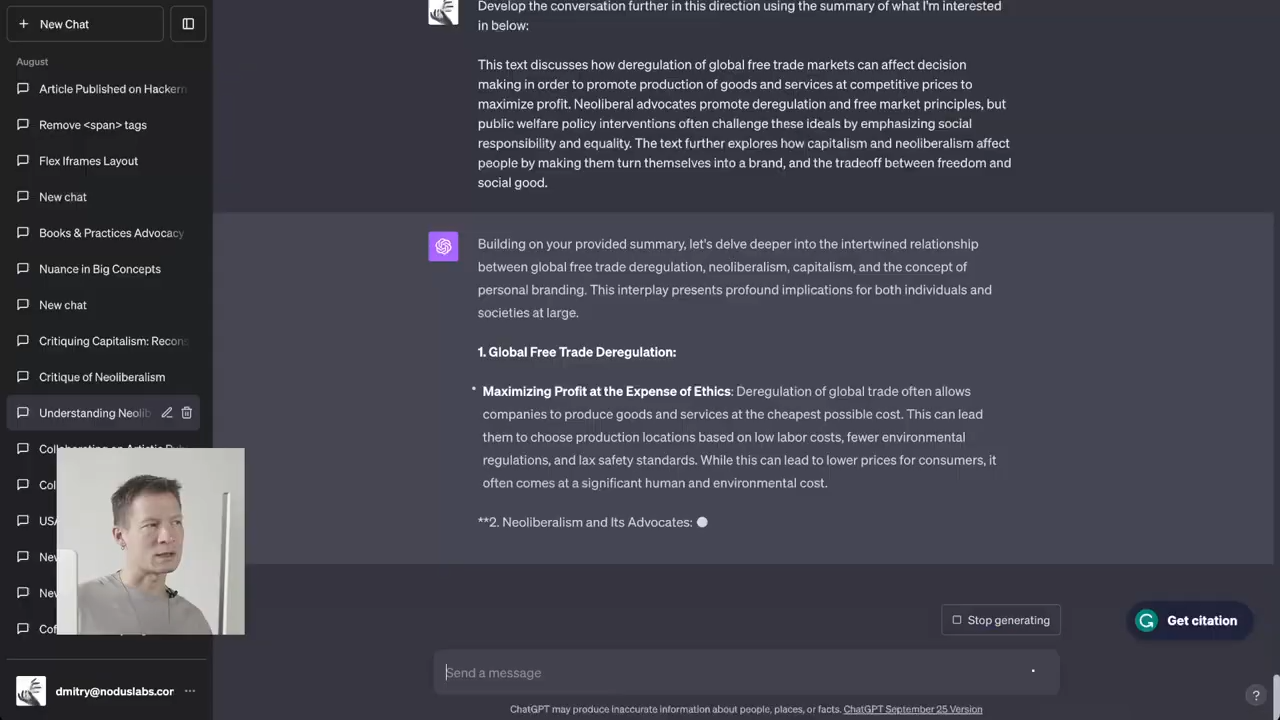 New Chat
August
Article Published on Hackern
Remove <span> tags
Flex Iframes Layout
New chat
Books & Practices Advocacy
Nuance in Big Concepts
New chat
Critiquing Capitalism: Recons
Critique of Neoliberalism
Understanding Neolib
Collaborating on Artistic
Col
USA
New
New
Cof
dmitry@noduslabs.cor
Develop the conversation further in this direction using the summary of what I'm interested
in below:
This text discusses how deregulation of global free trade markets can affect decision
making in order to promote production of goods and services at competitive prices to
maximize profit. Neoliberal advocates promote deregulation and free market principles, but
public welfare policy interventions often challenge these ideals by emphasizing social
responsibility and equality. The text further explores how capitalism and neoliberalism affect
people by making them turn themselves into a brand, and the tradeoff between freedom and
social good.
Building on your provided summary, let's delve deeper into the intertwined relationship
between global free trade deregulation, neoliberalism, capitalism, and the concept of
personal branding. This interplay presents profound implications for both individuals and
societies at large.
1. Global Free Trade Deregulation:
• Maximizing Profit at the Expense of Ethics: Deregulation of global trade often allows
companies to produce goods and services at the cheapest possible cost. This can lead
them to choose production locations based on low labor costs, fewer environmental
regulations, and lax safety standards. While this can lead to lower prices for consumers, it
often comes at a significant human and environmental cost.
**2. Neoliberalism and Its Advocates:
Stop generating
Get citation
Send a message
ChatGPT may produce inaccurate information about people, places, or facts. ChatGPT September 25 Version
?